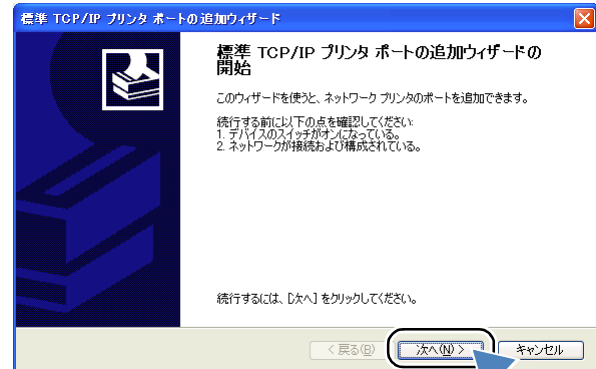 標準 TCP/IP プリンタ ポートの追加ウィザード
標準 TCP/IP プリンタ ポートの追加ウィザードの
開始
このウィザードを使うと、ネットワーク プリンタのポートを追加できます。
続行する前に以下の点を確認してください:
1. デバイスのスイッチがオンになっている。
2. ネットワークが接続および構成されている。
続行するには、[次へ] をクリックしてください。
< 戻る(B)
次へ(N) >
キャンセル